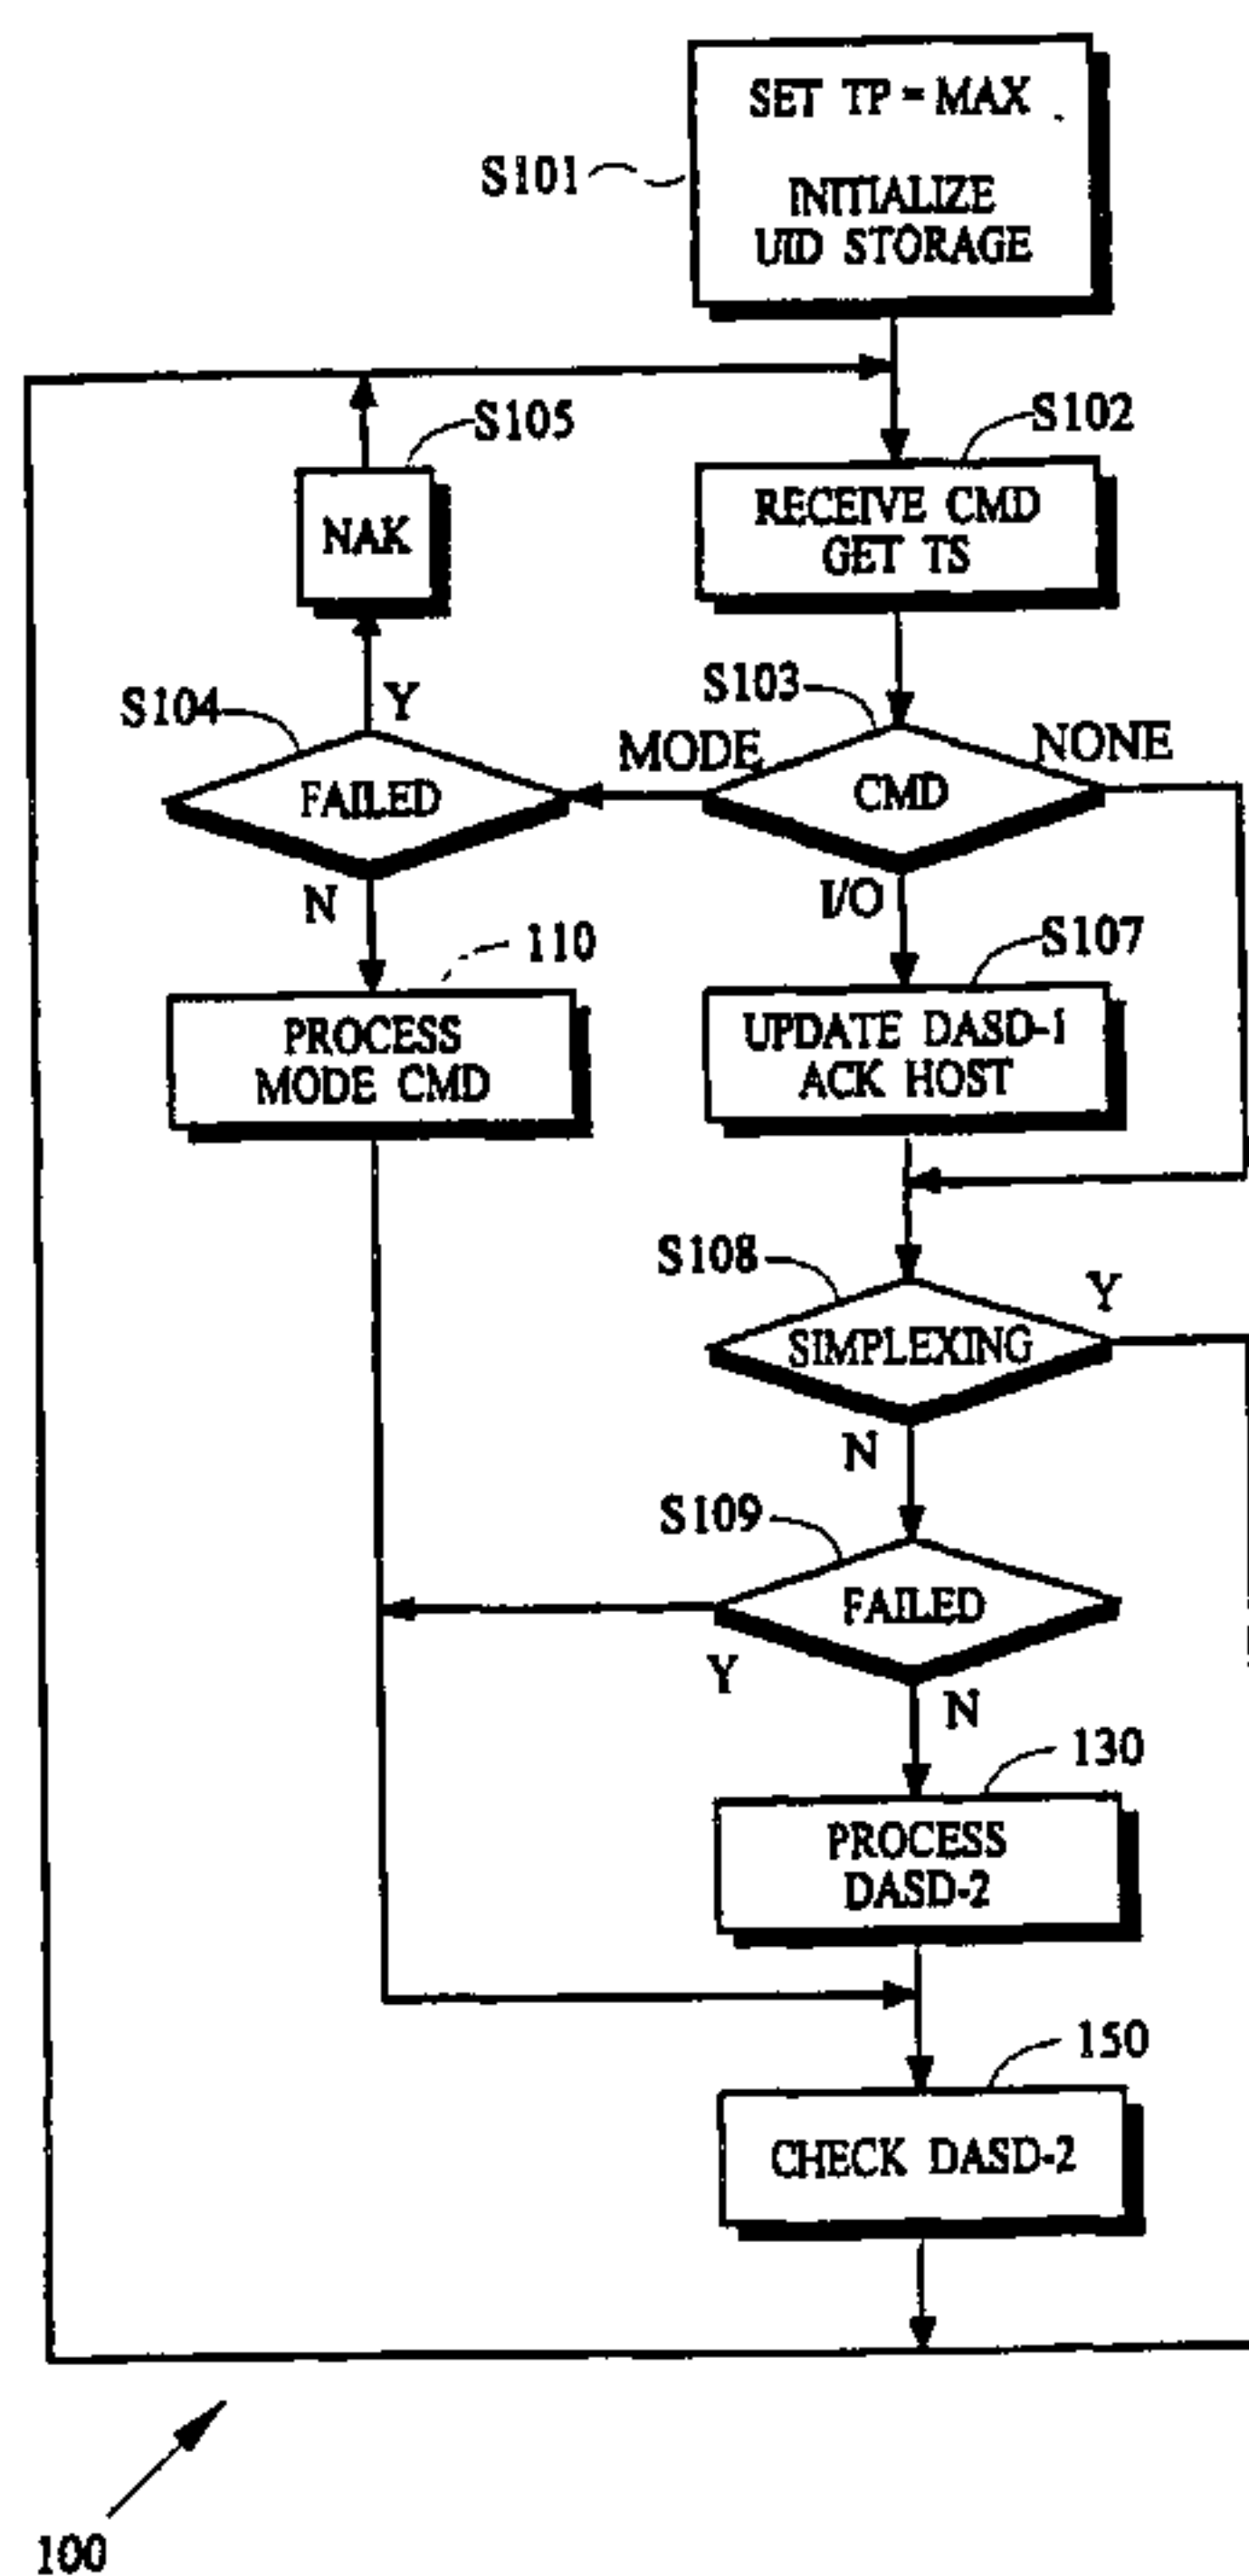 SET TP = MAX
S101
INITIALIZE
UID STORAGE
S105
S102
NAK
RECEIVE CMD
GET TS
S104
Y
S103
MODE
NONE
FAILED
CMD
N
I/O
110
S107
PROCESS
MODE CMD
UPDATE DASD-1
ACK HOST
S108
Y
SIMPLEXING
N
S109
FAILED
Y
N
130
PROCESS
DASD-2
150
CHECK DASD-2
100